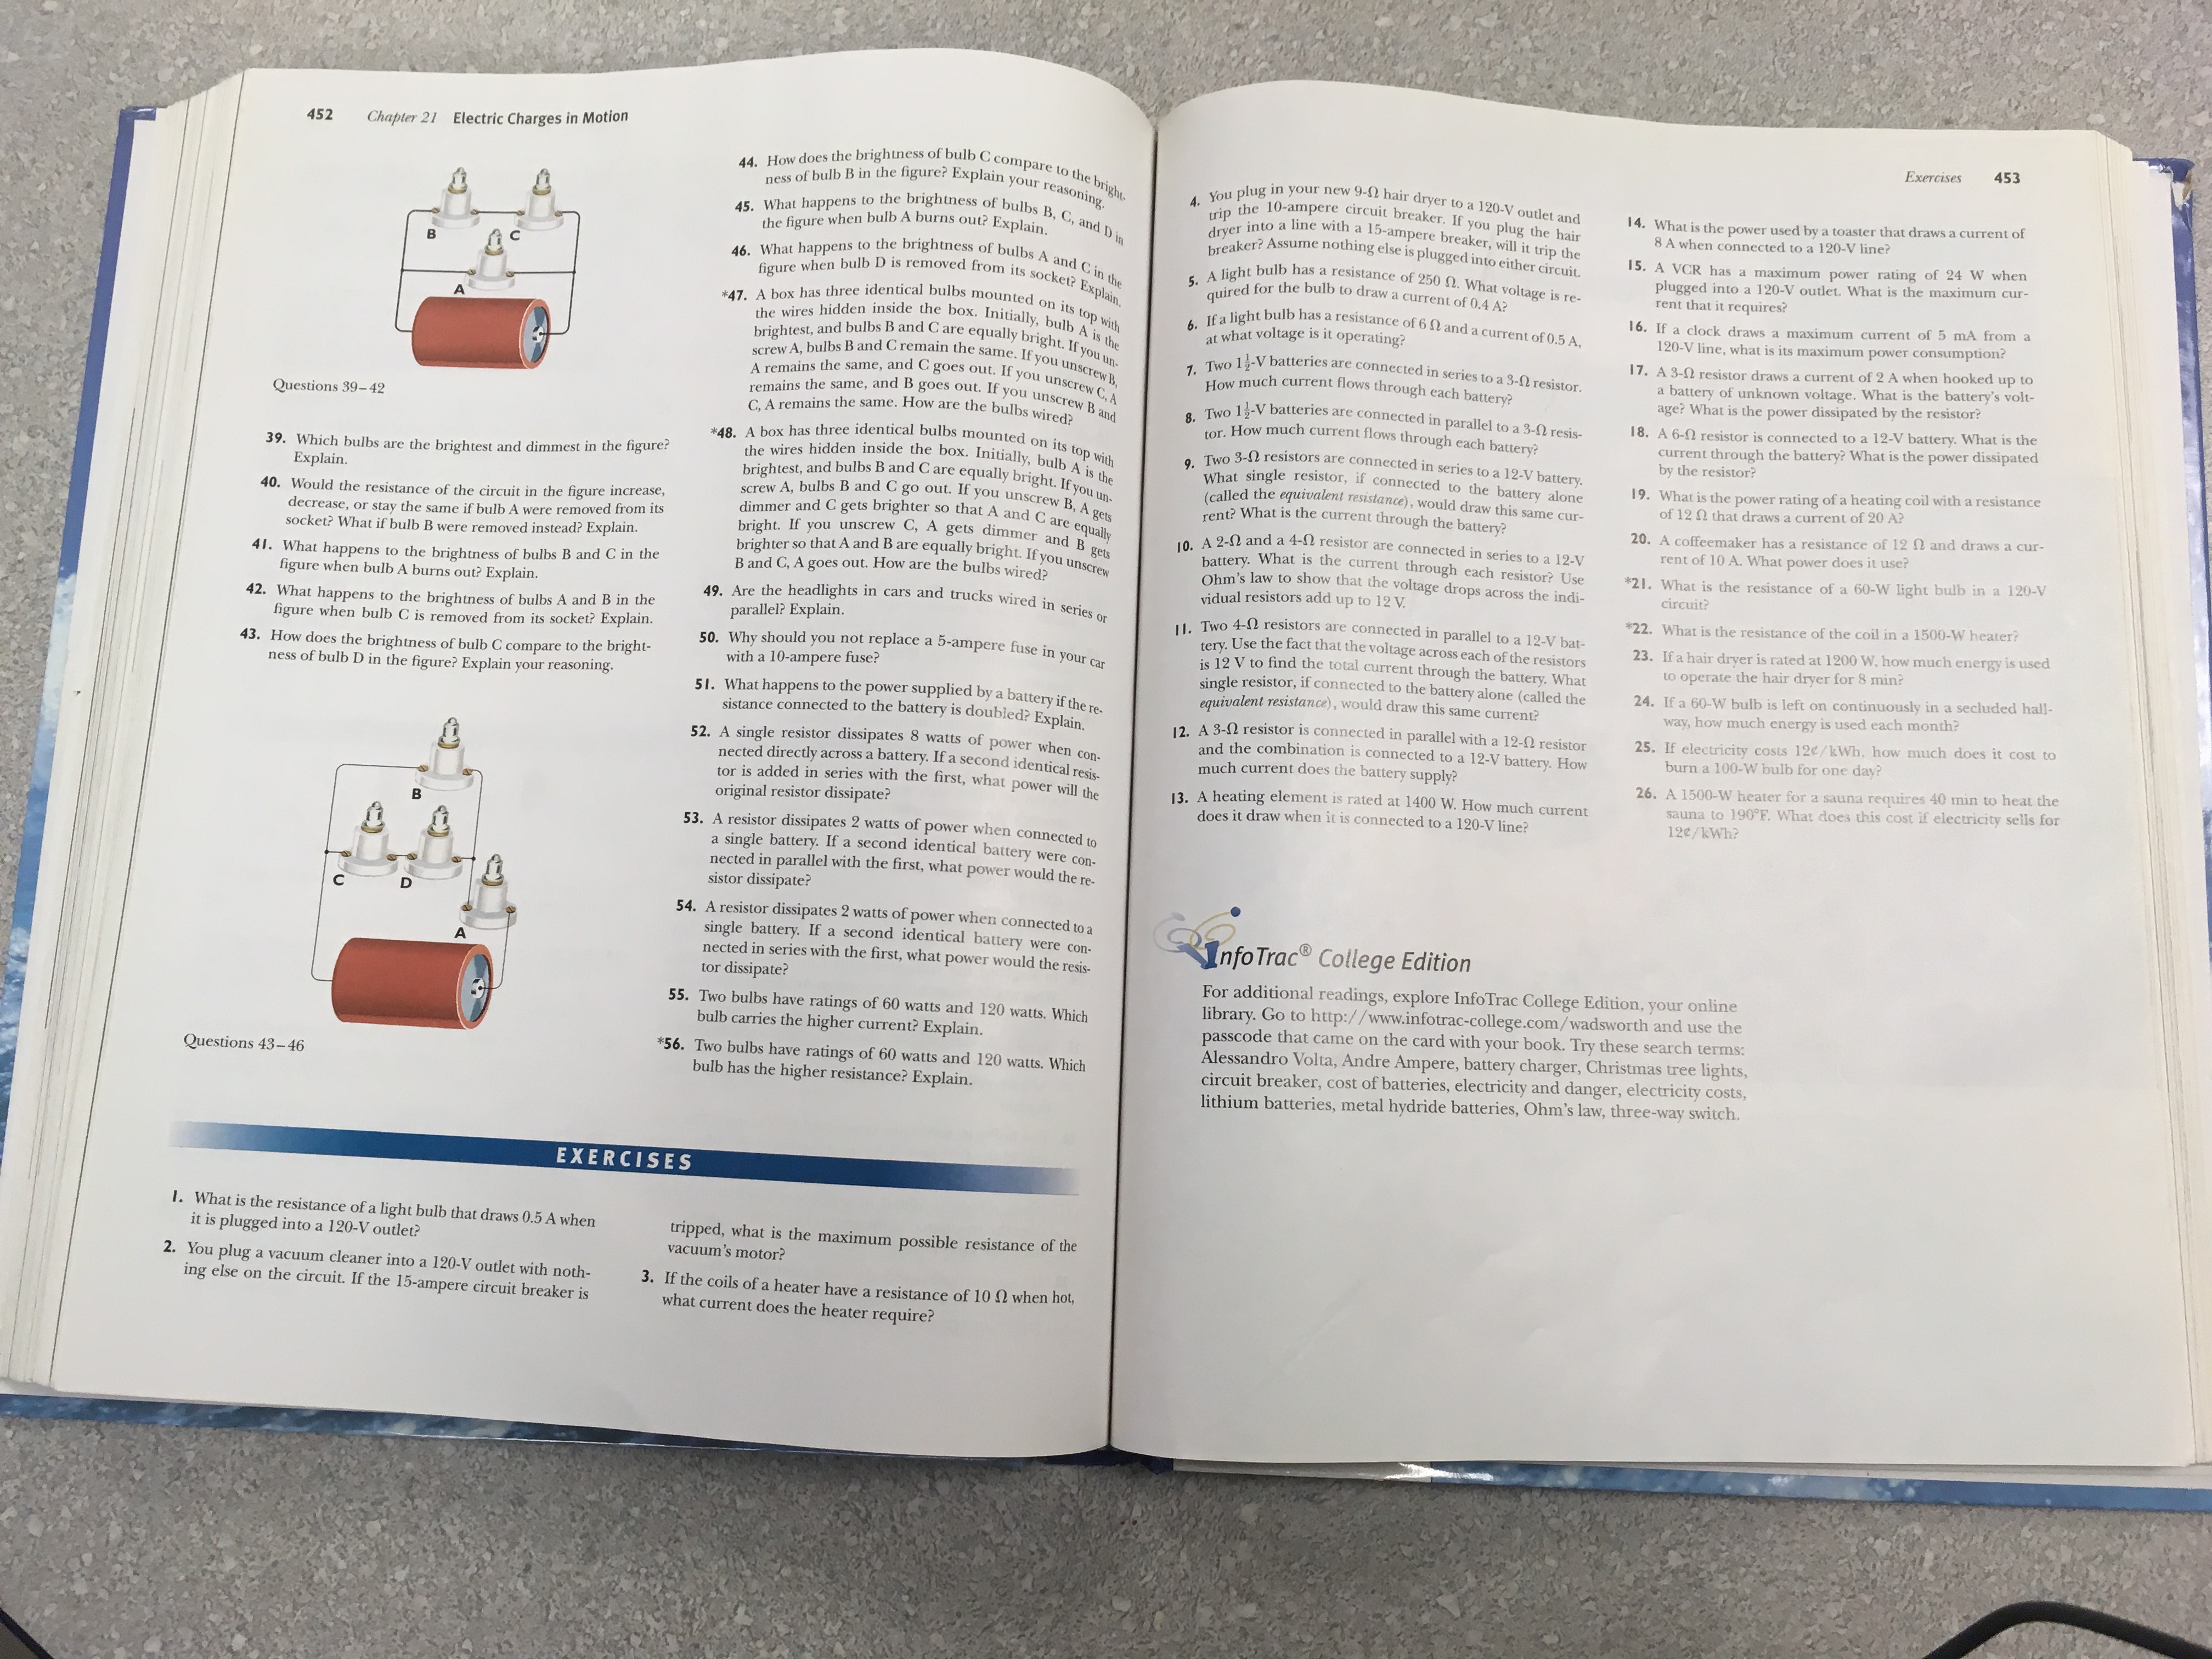 452 Chapter 21 Electric Charges in Motion
B
C
A
Questions 39–42
39. Which bulbs are the brightest and dimmest in the figure?
Explain.
40. Would the resistance of the circuit in the figure increase,
decrease, or stay the same if bulb A were removed from its
socket? What if bulb B were removed instead? Explain.
41. What happens to the brightness of bulbs B and C in the
figure when bulb A burns out? Explain.
42. What happens to the brightness of bulbs A and B in the
figure when bulb C is removed from its socket? Explain.
43. How does the brightness of bulb C compare to the bright-
ness of bulb D in the figure? Explain your reasoning.
B
C
D
A
Questions 43–46
44. How does the brightness of bulb C compare to the bright-
ness of bulb B in the figure? Explain your reasoning.
45. What happens to the brightness of bulbs B, C, and D in
the figure when bulb A burns out? Explain.
46. What happens to the brightness of bulbs A and C in the
figure when bulb D is removed from its socket? Explain.
*47. A box has three identical bulbs mounted on its top with
the wires hidden inside the box. Initially, bulb A is the
brightest, and bulbs B and C are equally bright. If you un-
screw A, bulbs B and C remain the same. If you unscrew B,
A remains the same, and C goes out. If you unscrew C, A
remains the same, and B goes out. If you unscrew B and
C, A remains the same. How are the bulbs wired?
*48. A box has three identical bulbs mounted on its top with
the wires hidden inside the box. Initially, bulb A is the
brightest, and bulbs B and C are equally bright. If you un-
screw A, bulbs B and C go out. If you unscrew B, A gets
dimmer and C gets brighter so that A and C are equally
bright. If you unscrew C, A gets dimmer and B gets
brighter so that A and B are equally bright. If you unscrew
B and C, A goes out. How are the bulbs wired?
49. Are the headlights in cars and trucks wired in series or
parallel? Explain.
50. Why should you not replace a 5-ampere fuse in your car
with a 10-ampere fuse?
51. What happens to the power supplied by a battery if the re-
sistance connected to the battery is doubled? Explain.
52. A single resistor dissipates 8 watts of power when con-
nected directly across a battery. If a second identical resis-
tor is added in series with the first, what power will the
original resistor dissipate?
53. A resistor dissipates 2 watts of power when connected to
a single battery. If a second identical battery were con-
nected in parallel with the first, what power would the re-
sistor dissipate?
54. A resistor dissipates 2 watts of power when connected to a
single battery. If a second identical battery were con-
nected in series with the first, what power would the resis-
tor dissipate?
55. Two bulbs have ratings of 60 watts and 120 watts. Which
bulb carries the higher current? Explain.
*56. Two bulbs have ratings of 60 watts and 120 watts. Which
bulb has the higher resistance? Explain.
EXERCISES
1. What is the resistance of a light bulb that draws 0.5 A when
it is plugged into a 120-V outlet?
2. You plug a vacuum cleaner into a 120-V outlet with noth-
ing else on the circuit. If the 15-ampere circuit breaker is
tripped, what is the maximum possible resistance of the
vacuum's motor?
3. If the coils of a heater have a resistance of 10 Ω when hot,
what current does the heater require?
Exercises 453
4. You plug in your new 9-Ω hair dryer to a 120-V outlet and
trip the 10-ampere circuit breaker. If you plug the hair
dryer into a line with a 15-ampere breaker, will it trip the
breaker? Assume nothing else is plugged into either circuit.
5. A light bulb has a resistance of 250 Ω. What voltage is re-
quired for the bulb to draw a current of 0.4 A?
6. If a light bulb has a resistance of 6 Ω and a current of 0.5 A,
at what voltage is it operating?
7. Two 1½-V batteries are connected in series to a 3-Ω resistor.
How much current flows through each battery?
8. Two 1½-V batteries are connected in parallel to a 3-Ω resis-
tor. How much current flows through each battery?
9. Two 3-Ω resistors are connected in series to a 12-V battery.
What single resistor, if connected to the battery alone
(called the equivalent resistance), would draw this same cur-
rent? What is the current through the battery?
10. A 2-Ω and a 4-Ω resistor are connected in series to a 12-V
battery. What is the current through each resistor? Use
Ohm's law to show that the voltage drops across the indi-
vidual resistors add up to 12 V.
11. Two 4-Ω resistors are connected in parallel to a 12-V bat-
tery. Use the fact that the voltage across each of the resistors
is 12 V to find the total current through the battery. What
single resistor, if connected to the battery alone (called the
equivalent resistance), would draw this same current?
12. A 3-Ω resistor is connected in parallel with a 12-Ω resistor
and the combination is connected to a 12-V battery. How
much current does the battery supply?
13. A heating element is rated at 1400 W. How much current
does it draw when it is connected to a 120-V line?
14. What is the power used by a toaster that draws a current of
8 A when connected to a 120-V line?
15. A VCR has a maximum power rating of 24 W when
plugged into a 120-V outlet. What is the maximum cur-
rent that it requires?
16. If a clock draws a maximum current of 5 mA from a
120-V line, what is its maximum power consumption?
17. A 3-Ω resistor draws a current of 2 A when hooked up to
a battery of unknown voltage. What is the battery's volt-
age? What is the power dissipated by the resistor?
18. A 6-Ω resistor is connected to a 12-V battery. What is the
current through the battery? What is the power dissipated
by the resistor?
19. What is the power rating of a heating coil with a resistance
of 12 Ω that draws a current of 20 A?
20. A coffeemaker has a resistance of 12 Ω and draws a cur-
rent of 10 A. What power does it use?
*21. What is the resistance of a 60-W light bulb in a 120-V
circuit?
*22. What is the resistance of the coil in a 1500-W heater?
23. If a hair dryer is rated at 1200 W, how much energy is used
to operate the hair dryer for 8 min?
24. If a 60-W bulb is left on continuously in a secluded hall-
way, how much energy is used each month?
25. If electricity costs 12¢/kWh, how much does it cost to
burn a 100-W bulb for one day?
26. A 1500-W heater for a sauna requires 40 min to heat the
sauna to 190°F. What does this cost if electricity sells for
12¢/kWh?
InfoTrac® College Edition
For additional readings, explore InfoTrac College Edition, your online
library. Go to http://www.infotrac-college.com/wadsworth and use the
passcode that came on the card with your book. Try these search terms:
Alessandro Volta, Andre Ampere, battery charger, Christmas tree lights,
circuit breaker, cost of batteries, electricity and danger, electricity costs,
lithium batteries, metal hydride batteries, Ohm's law, three-way switch.